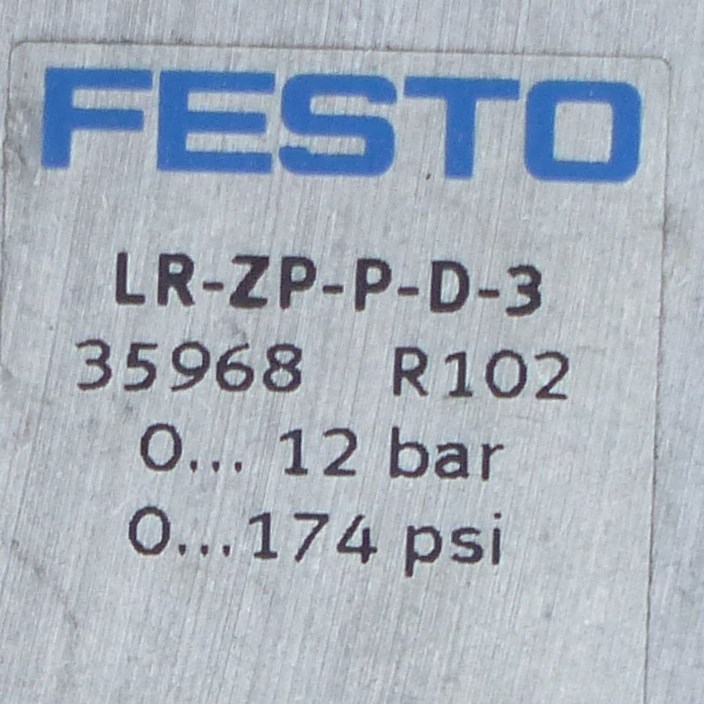 FESTO
LR-ZP-P-D-3
35968 R102
0... 12 bar
0...174 psi